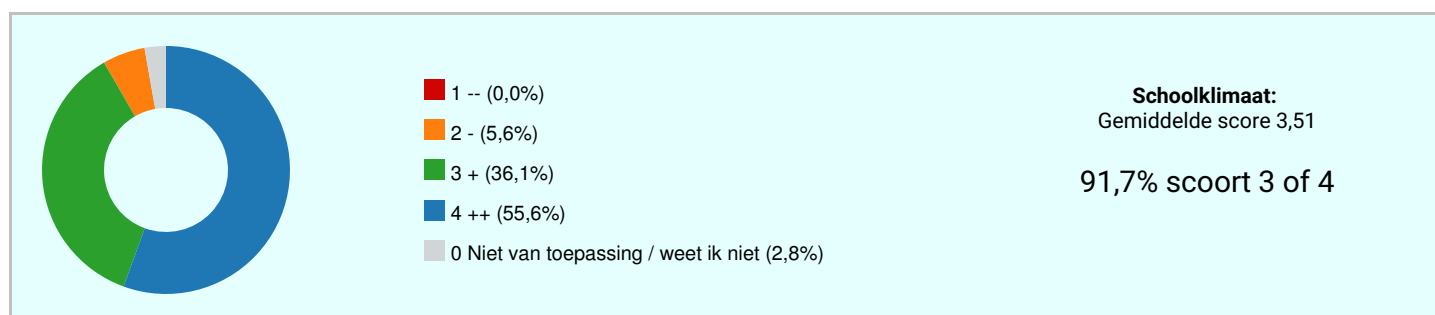 1 -- (0,0%)
2 - (5,6%)
3 + (36,1%)
4 ++ (55,6%)
0 Niet van toepassing / weet ik niet (2,8%)
Schoolklimaat:
Gemiddelde score 3,51
91,7% scoort 3 of 4